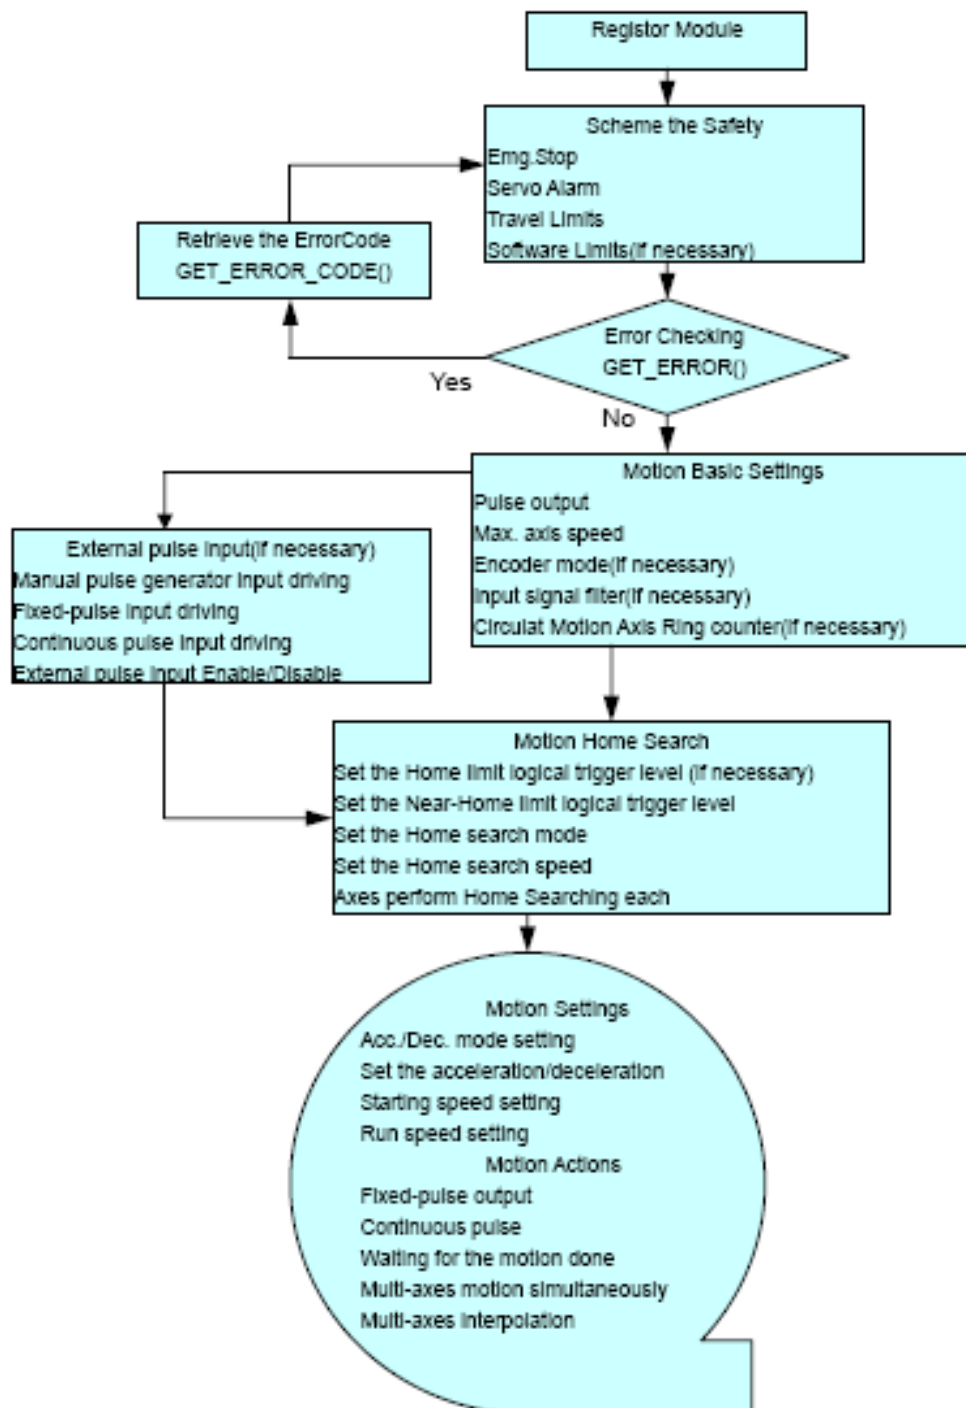 Registor Module
Scheme the Safety
Emg.Stop
Servo Alarm
Travel Limits
Software Limits(if necessary)
Retrieve the ErrorCode
GET_ERROR_CODE()
Error Checking
GET_ERROR()
Yes
No
Motion Basic Settings
Pulse output
Max. axis speed
Encoder mode(if necessary)
Input signal filter(if necessary)
Circulat Motion Axis Ring counter(if necessary)
External pulse input(if necessary)
Manual pulse generator input driving
Fixed-pulse input driving
Continuous pulse input driving
External pulse input Enable/Disable
Motion Home Search
Set the Home limit logical trigger level (if necessary)
Set the Near-Home limit logical trigger level
Set the Home search mode
Set the Home search speed
Axes perform Home Searching each
Motion Settings
Acc./Dec. mode setting
Set the acceleration/deceleration
Starting speed setting
Run speed setting
Motion Actions
Fixed-pulse output
Continuous pulse
Waiting for the motion done
Multi-axes motion simultaneously
Multi-axes interpolation